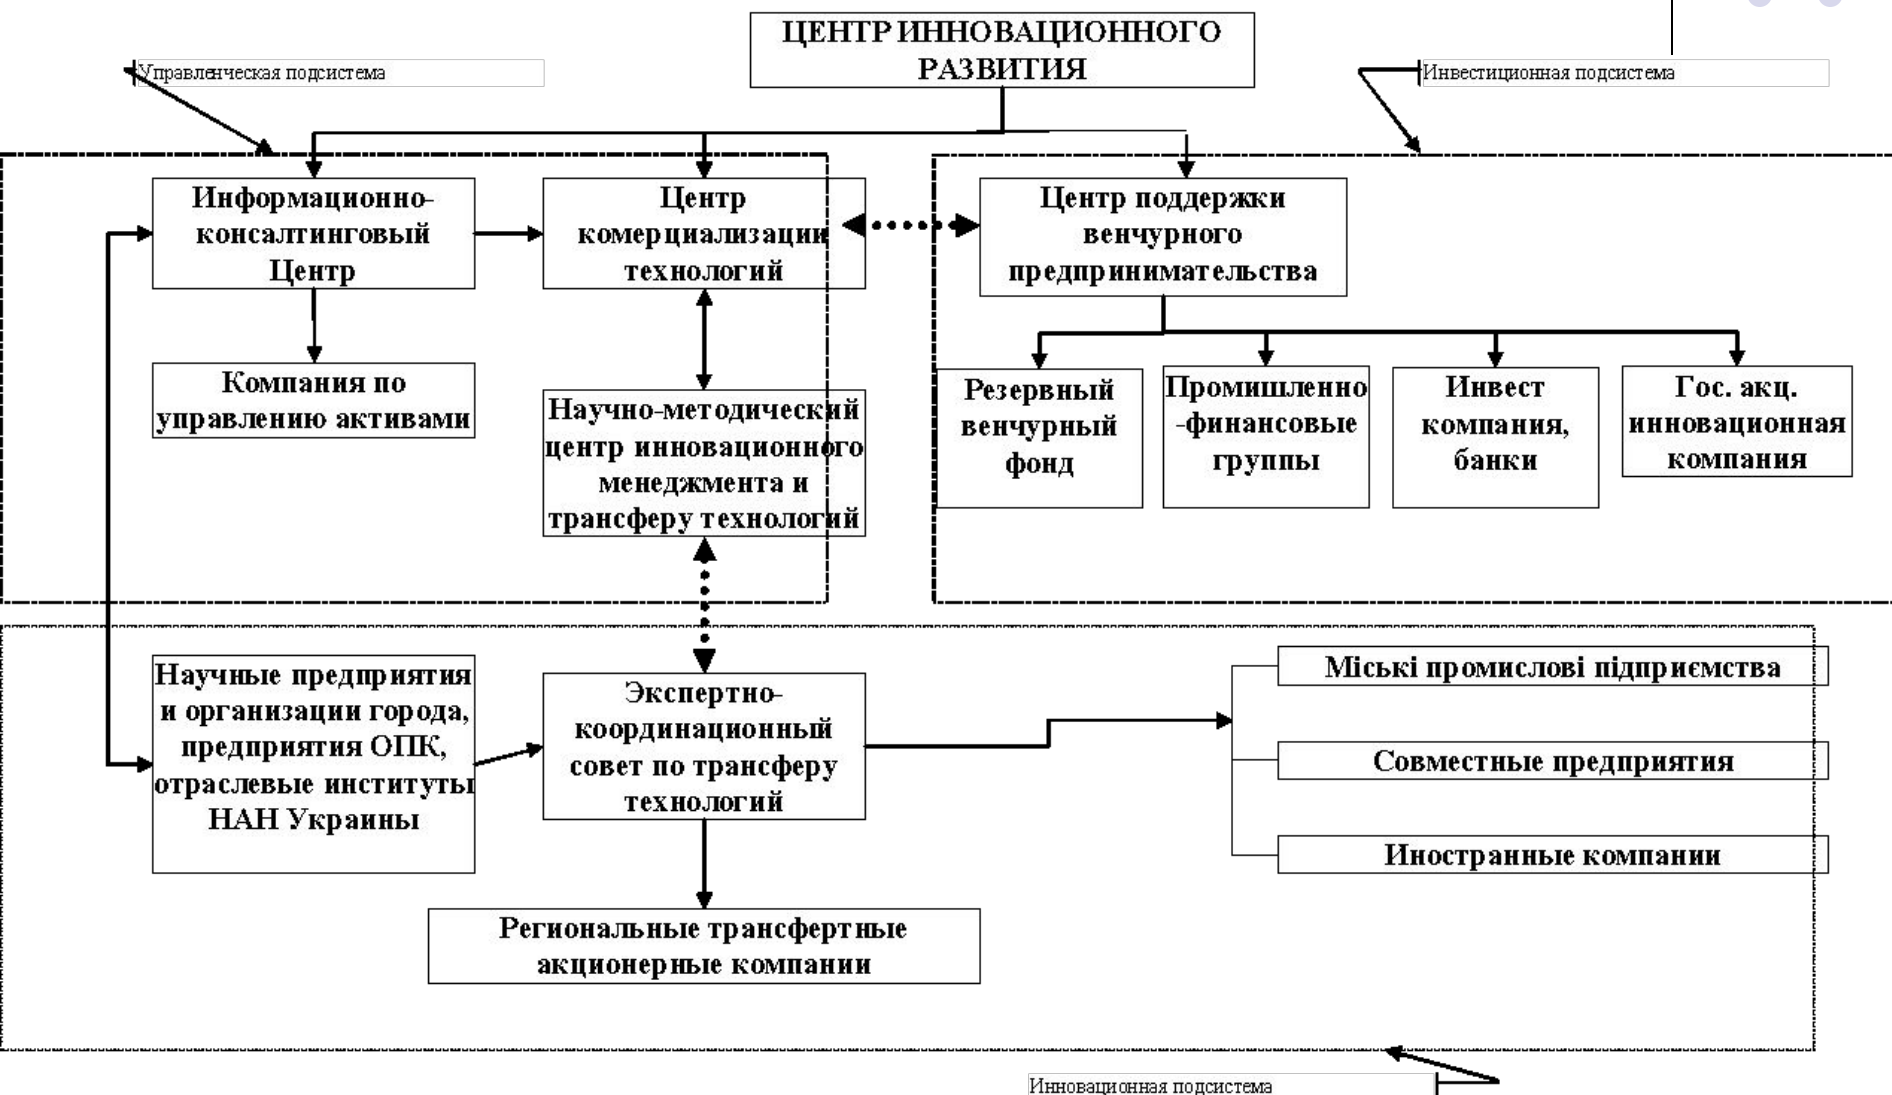 ЦЕНТР ИННОВАЦИОННОГО
РАЗВИТИЯ
Управленческая подсистема
Инвестиционная подсистема
Информационно-
консалтинговый
Центр
Центр
комерциализации
технологий
Центр поддержки
венчурного
предпринимательства
Компания по
управлению активами
Научно-методический
центр инновационного
менеджмента и
трансферу технологий
Резервный
венчурный
фонд
Промишленно
-финансовые
группы
Инвест
компания,
банки
Гос. акц.
инновационная
компания
Научные предприятия
и организации города,
предприятия ОПК,
отраслевые институты
НАН Украины
Экспертно-
координационный
совет по трансферу
технологий
Міські промислові підприємства
Совместные предприятия
Иностранные компании
Региональные трансфертные
акционерные компании
Инновационная подсистема